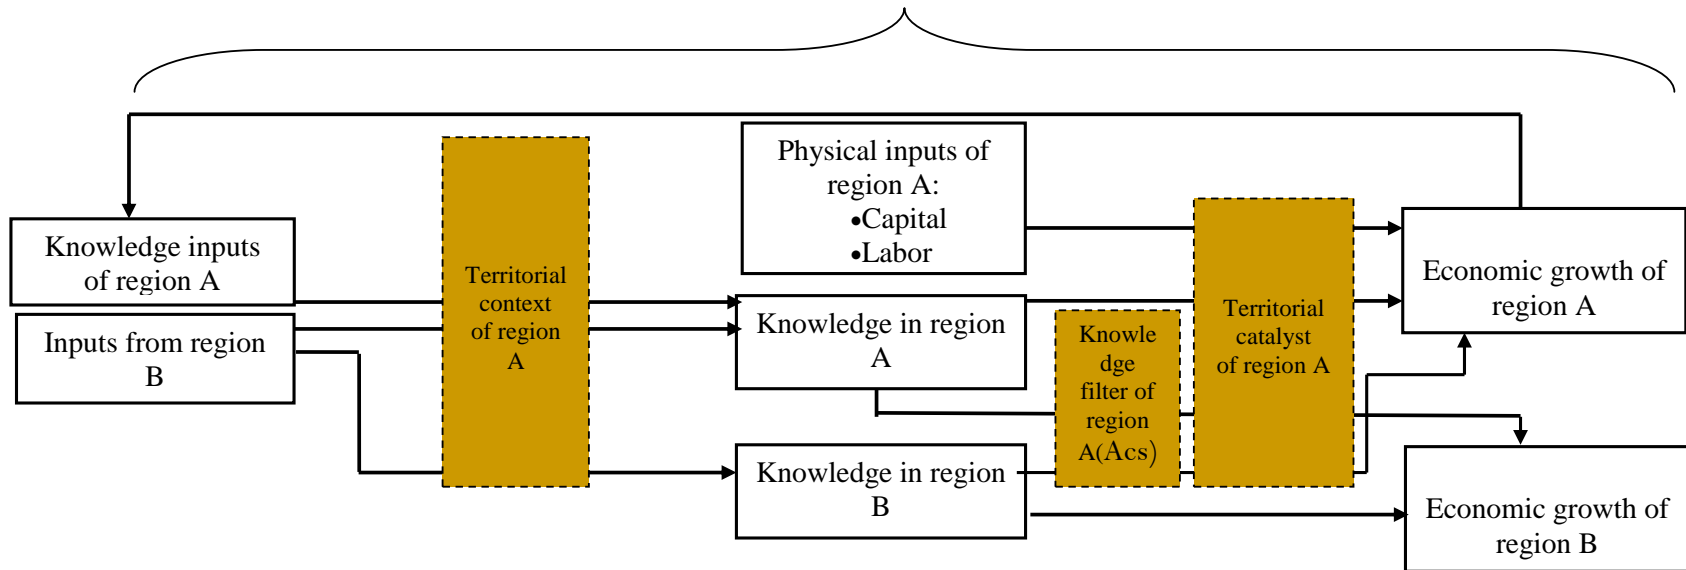 Knowledge inputs
of region A
Inputs from region
B
Territorial
context
of region
A
Physical inputs of
region A:
•Capital
•Labor
Knowledge in region
A
Knowledge in region
B
Knowle
dge
filter of
region
A(Acs)
Territorial
catalyst
of region A
Economic growth of
region A
Economic growth of
region B